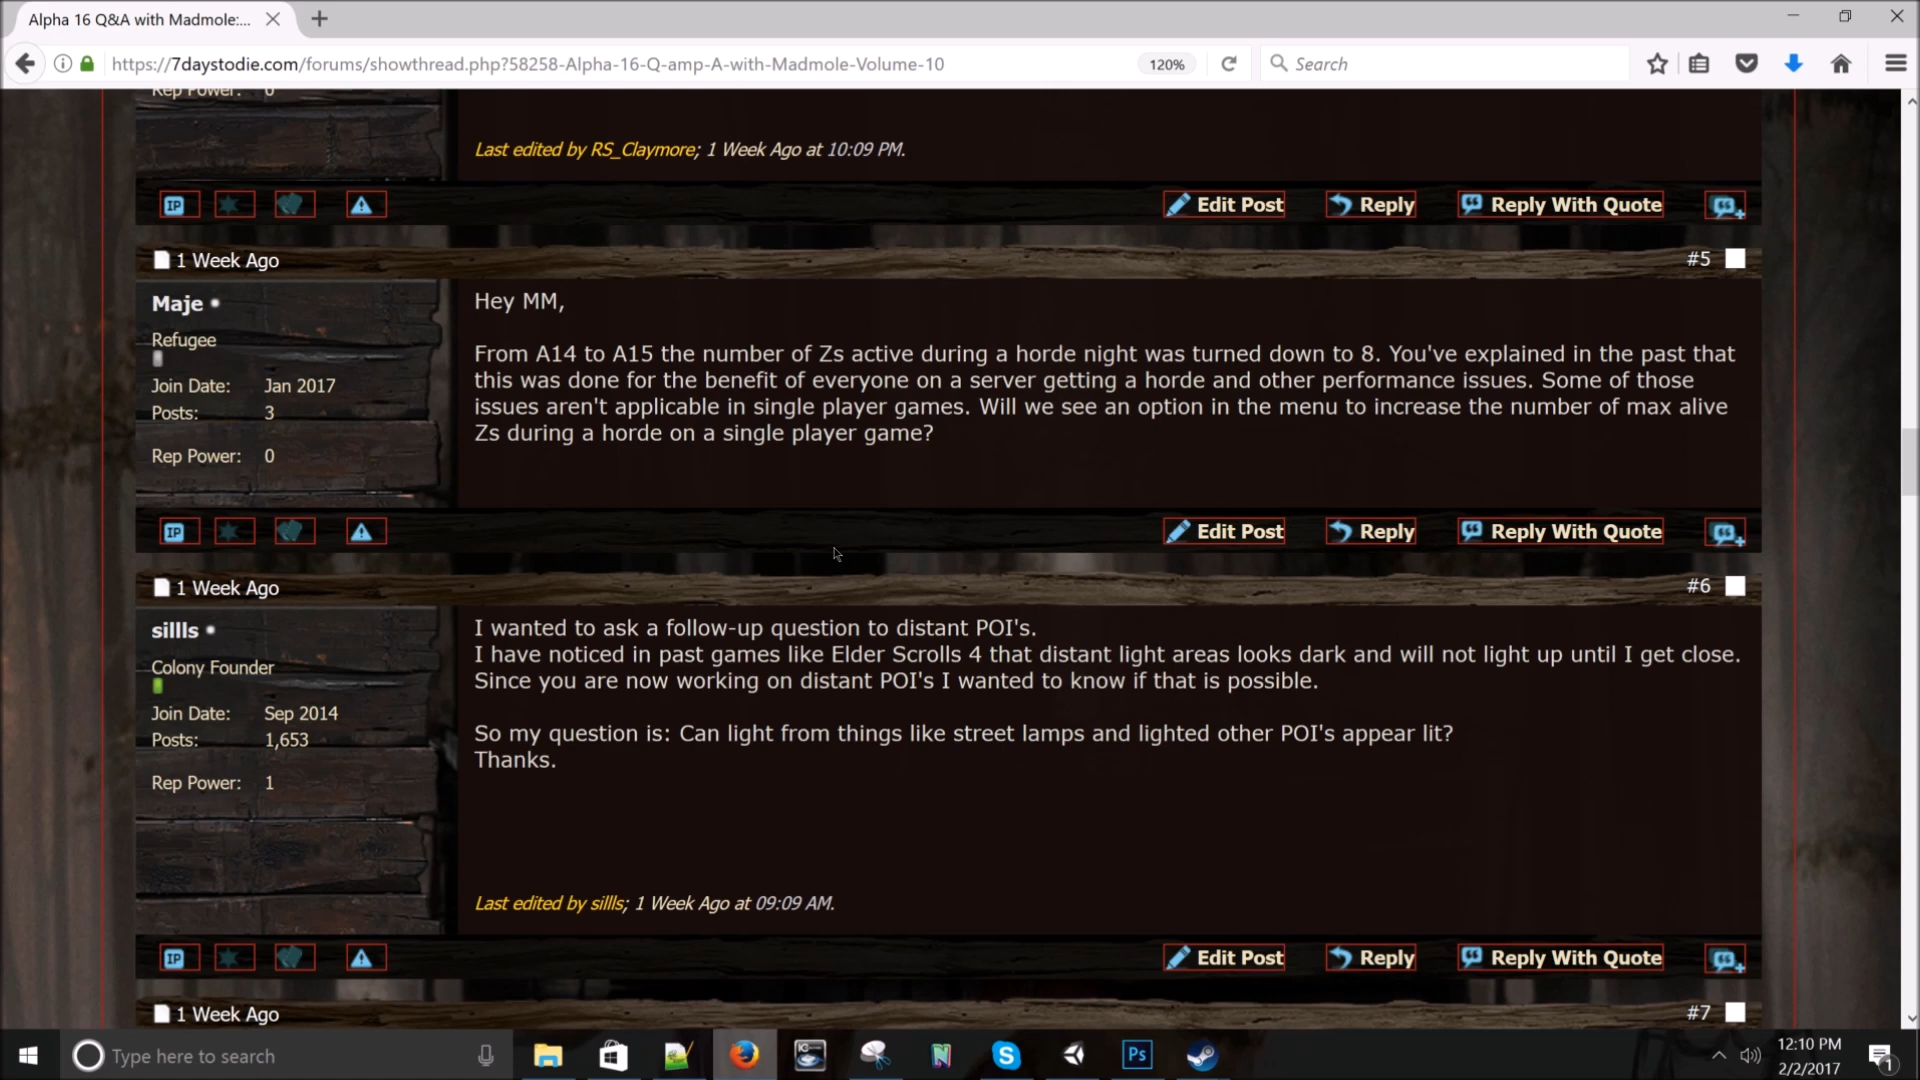 Alpha 16 Q&A with Madmole:...
https://7daystodie.com/forums/showthread.php?58258-Alpha-16-Q-amp-A-with-Madmole-Volume-10
120%
Search
Rep Power: 0
Last edited by RS_Claymore; 1 Week Ago at 10:09 PM.
IP
Edit Post
Reply
Reply With Quote
1 Week Ago
#5
Maje
Refugee
Join Date: Jan 2017
Posts: 3
Rep Power: 0
Hey MM,
From A14 to A15 the number of Zs active during a horde night was turned down to 8. You've explained in the past that
this was done for the benefit of everyone on a server getting a horde and other performance issues. Some of those
issues aren't applicable in single player games. Will we see an option in the menu to increase the number of max alive
Zs during a horde on a single player game?
IP
Edit Post
Reply
Reply With Quote
1 Week Ago
#6
sillls
Colony Founder
Join Date: Sep 2014
Posts: 1,653
Rep Power: 1
I wanted to ask a follow-up question to distant POI's.
I have noticed in past games like Elder Scrolls 4 that distant light areas looks dark and will not light up until I get close.
Since you are now working on distant POI's I wanted to know if that is possible.
So my question is: Can light from things like street lamps and lighted other POI's appear lit?
Thanks.
Last edited by sillls; 1 Week Ago at 09:09 AM.
IP
Edit Post
Reply
Reply With Quote
1 Week Ago
#7
Type here to search
Ps
12:10 PM
2/2/2017
1